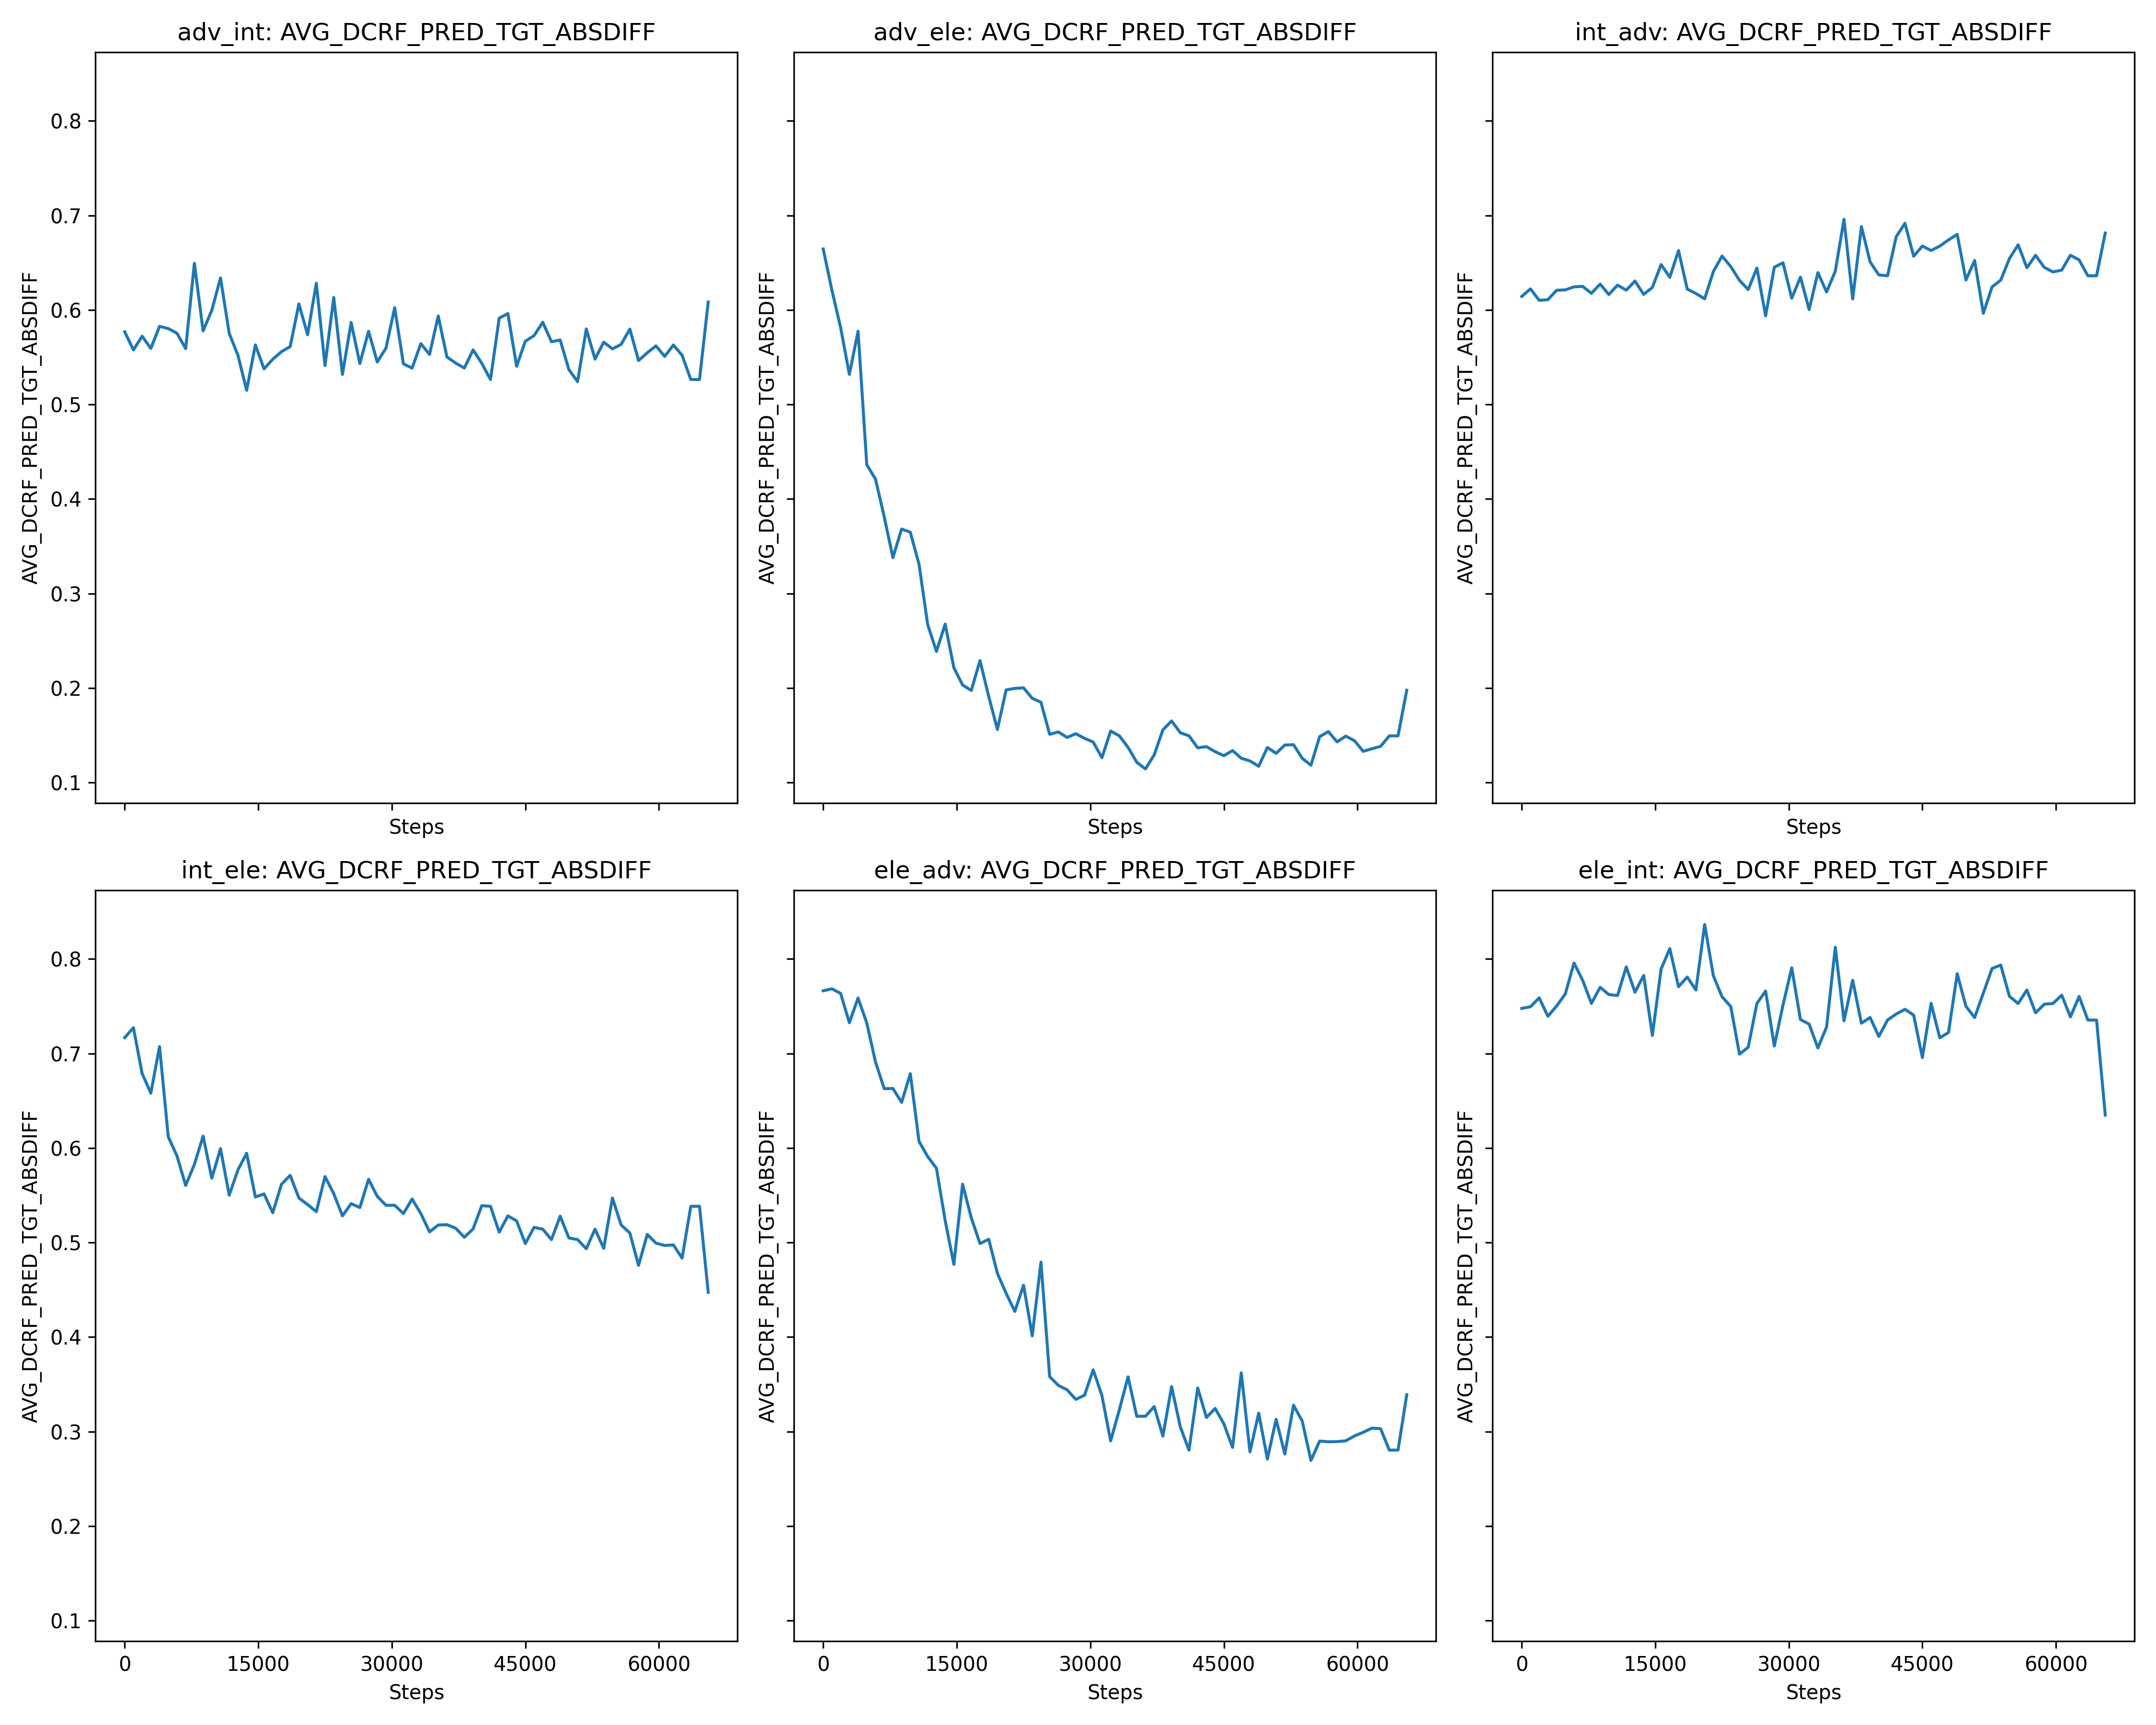 adv_int: AVG_DCRF_PRED_TGT_ABSDIFF
adv_ele: AVG_DCRF_PRED_TGT_ABSDIFF
int_adv: AVG_DCRF_PRED_TGT_ABSDIFF
AVG_DCRF_PRED_TGT_ABSDIFF
0.8
0.7
0.6
0.5
0.4
0.3
0.2
0.1
Steps
AVG_DCRF_PRED_TGT_ABSDIFF
Steps
AVG_DCRF_PRED_TGT_ABSDIFF
Steps
int_ele: AVG_DCRF_PRED_TGT_ABSDIFF
ele_adv: AVG_DCRF_PRED_TGT_ABSDIFF
ele_int: AVG_DCRF_PRED_TGT_ABSDIFF
AVG_DCRF_PRED_TGT_ABSDIFF
0.8
0.7
0.6
0.5
0.4
0.3
0.2
0.1
0 15000 30000 45000 60000
Steps
AVG_DCRF_PRED_TGT_ABSDIFF
0 15000 30000 45000 60000
Steps
AVG_DCRF_PRED_TGT_ABSDIFF
0 15000 30000 45000 60000
Steps